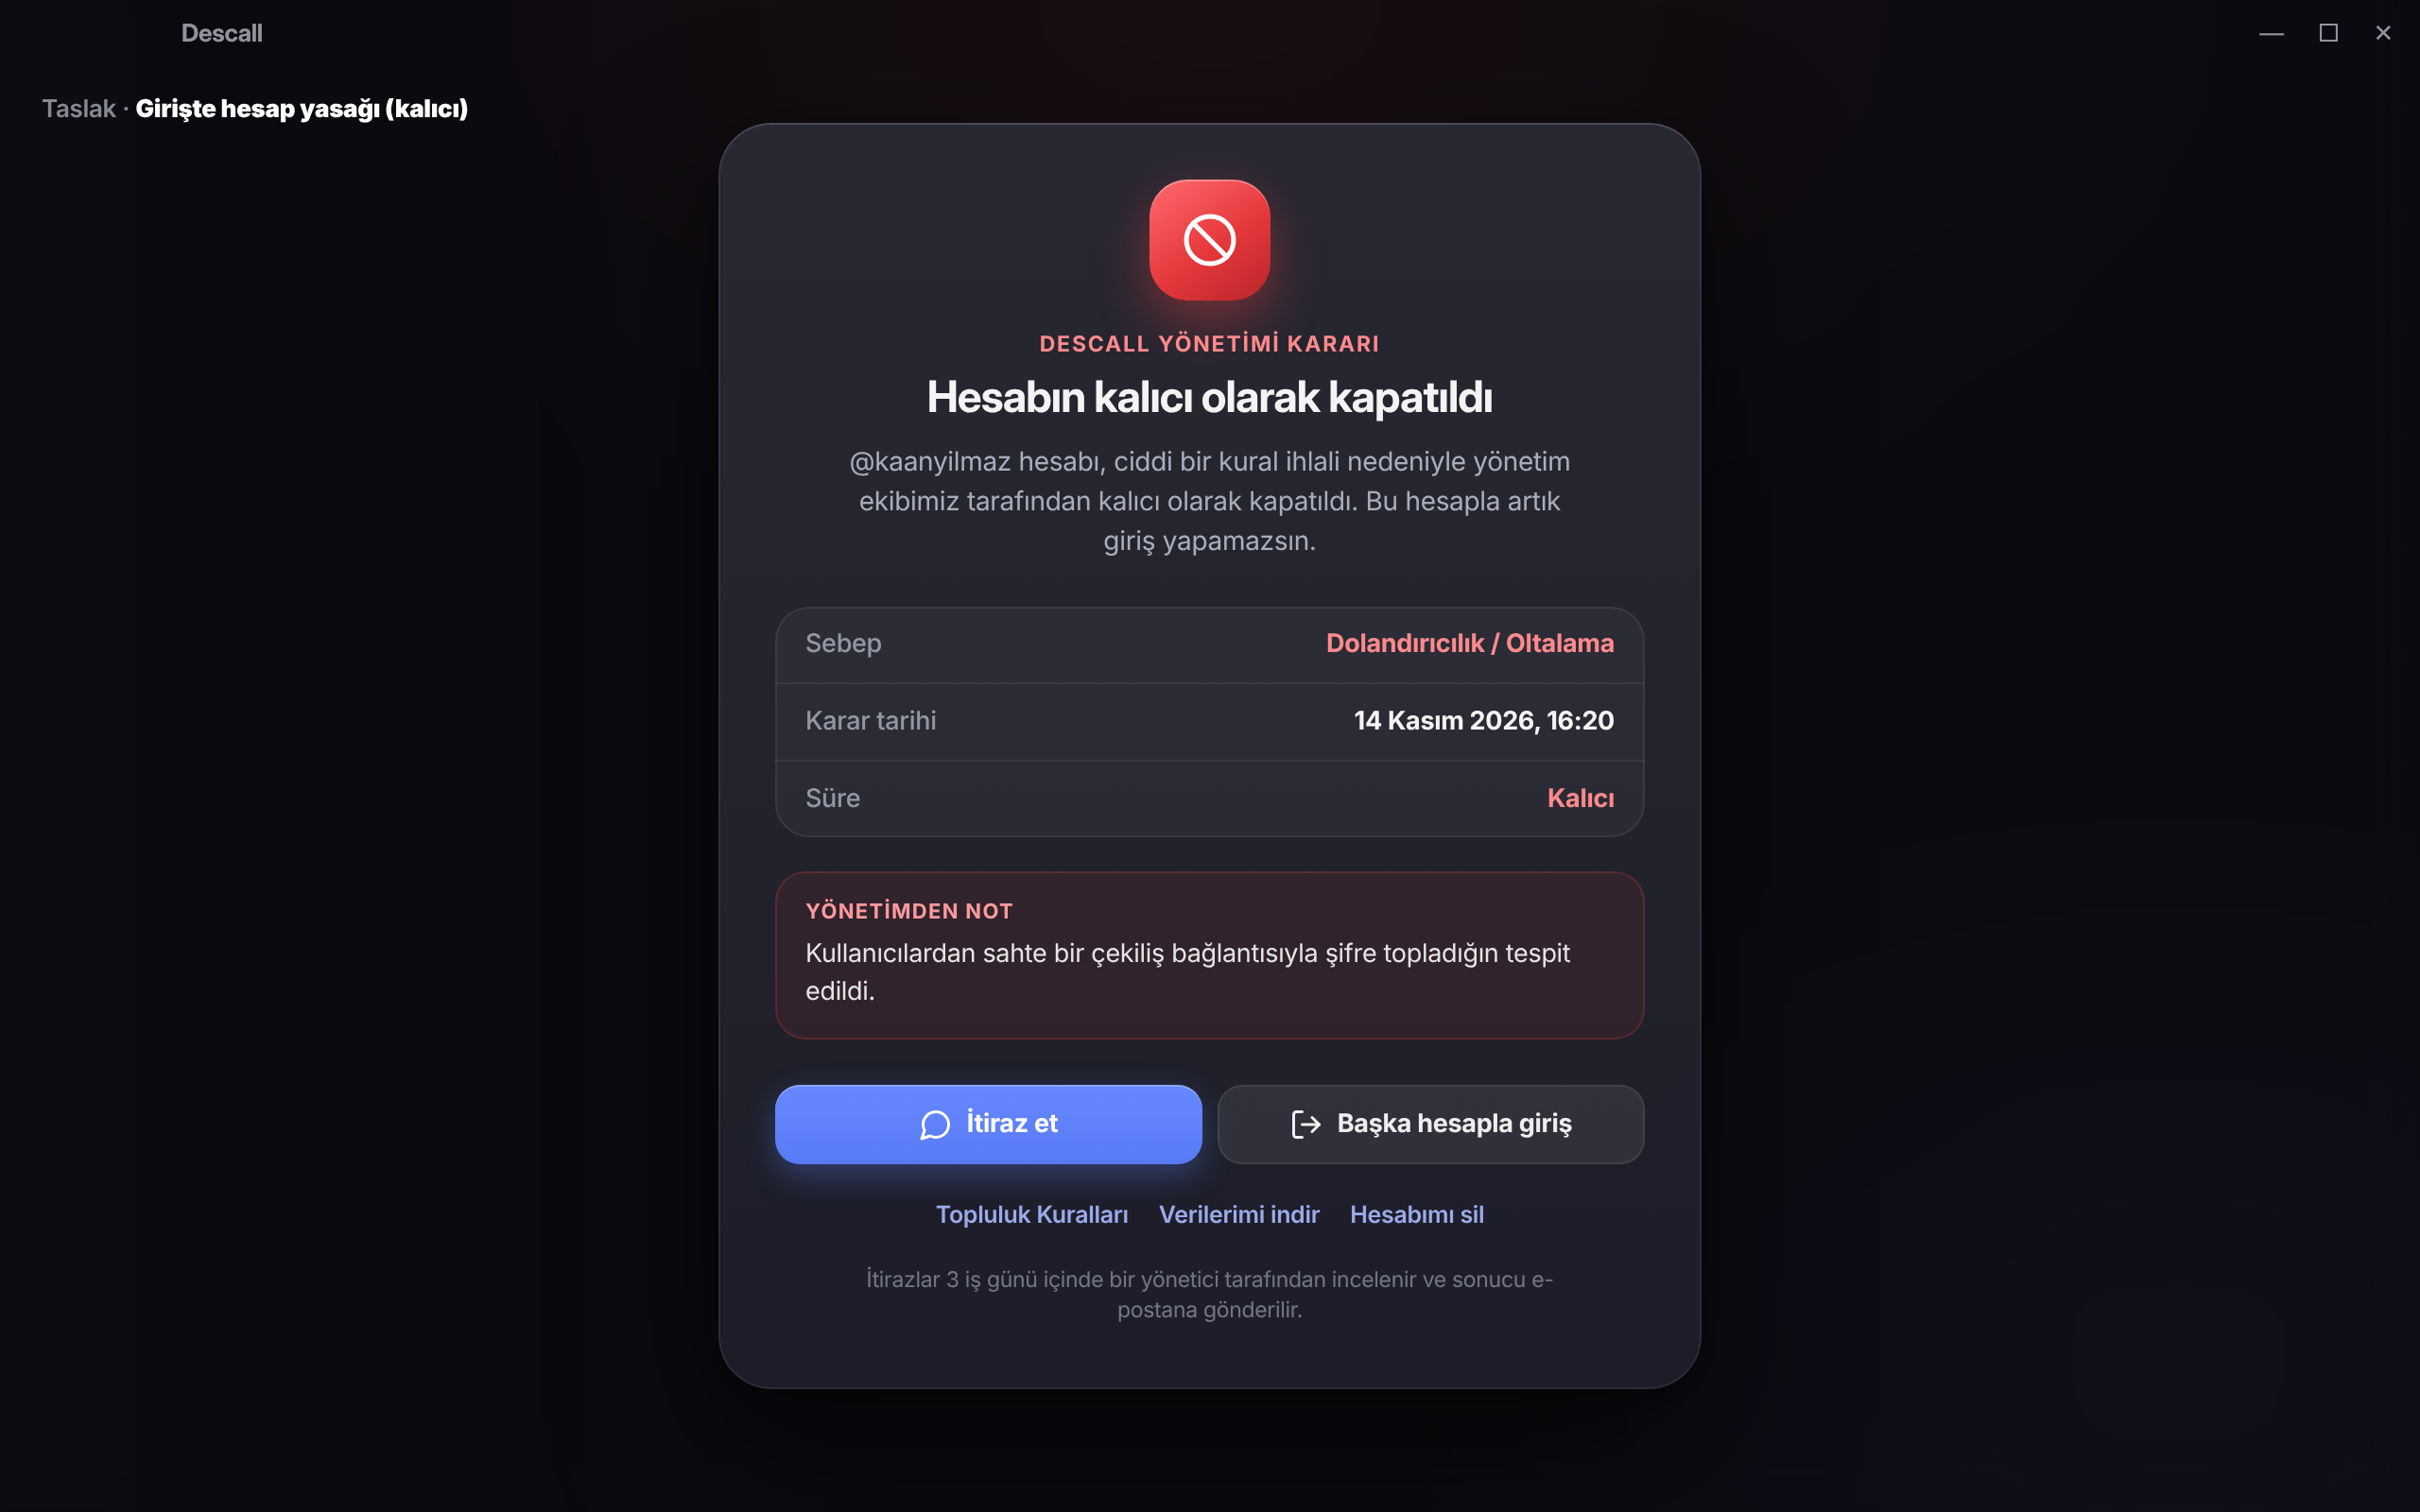 Descall
Taslak · Girişte hesap yasağı (kalıcı)
DESCALL YÖNETİMİ KARARI
Hesabın kalıcı olarak kapatıldı
@kaanyilmaz hesabı, ciddi bir kural ihlali nedeniyle yönetim
ekibimiz tarafından kalıcı olarak kapatıldı. Bu hesapla artık
giriş yapamazsın.
Sebep Dolandırıcılık / Oltalama
Karar tarihi 14 Kasım 2026, 16:20
Süre Kalıcı
YÖNETİMDEN NOT
Kullanıcılardan sahte bir çekiliş bağlantısıyla şifre topladığın tespit
edildi.
İtiraz et Başka hesapla giriş
Topluluk Kuralları Verilerimi indir Hesabımı sil
İtirazlar 3 iş günü içinde bir yönetici tarafından incelenir ve sonucu e-
postana gönderilir.